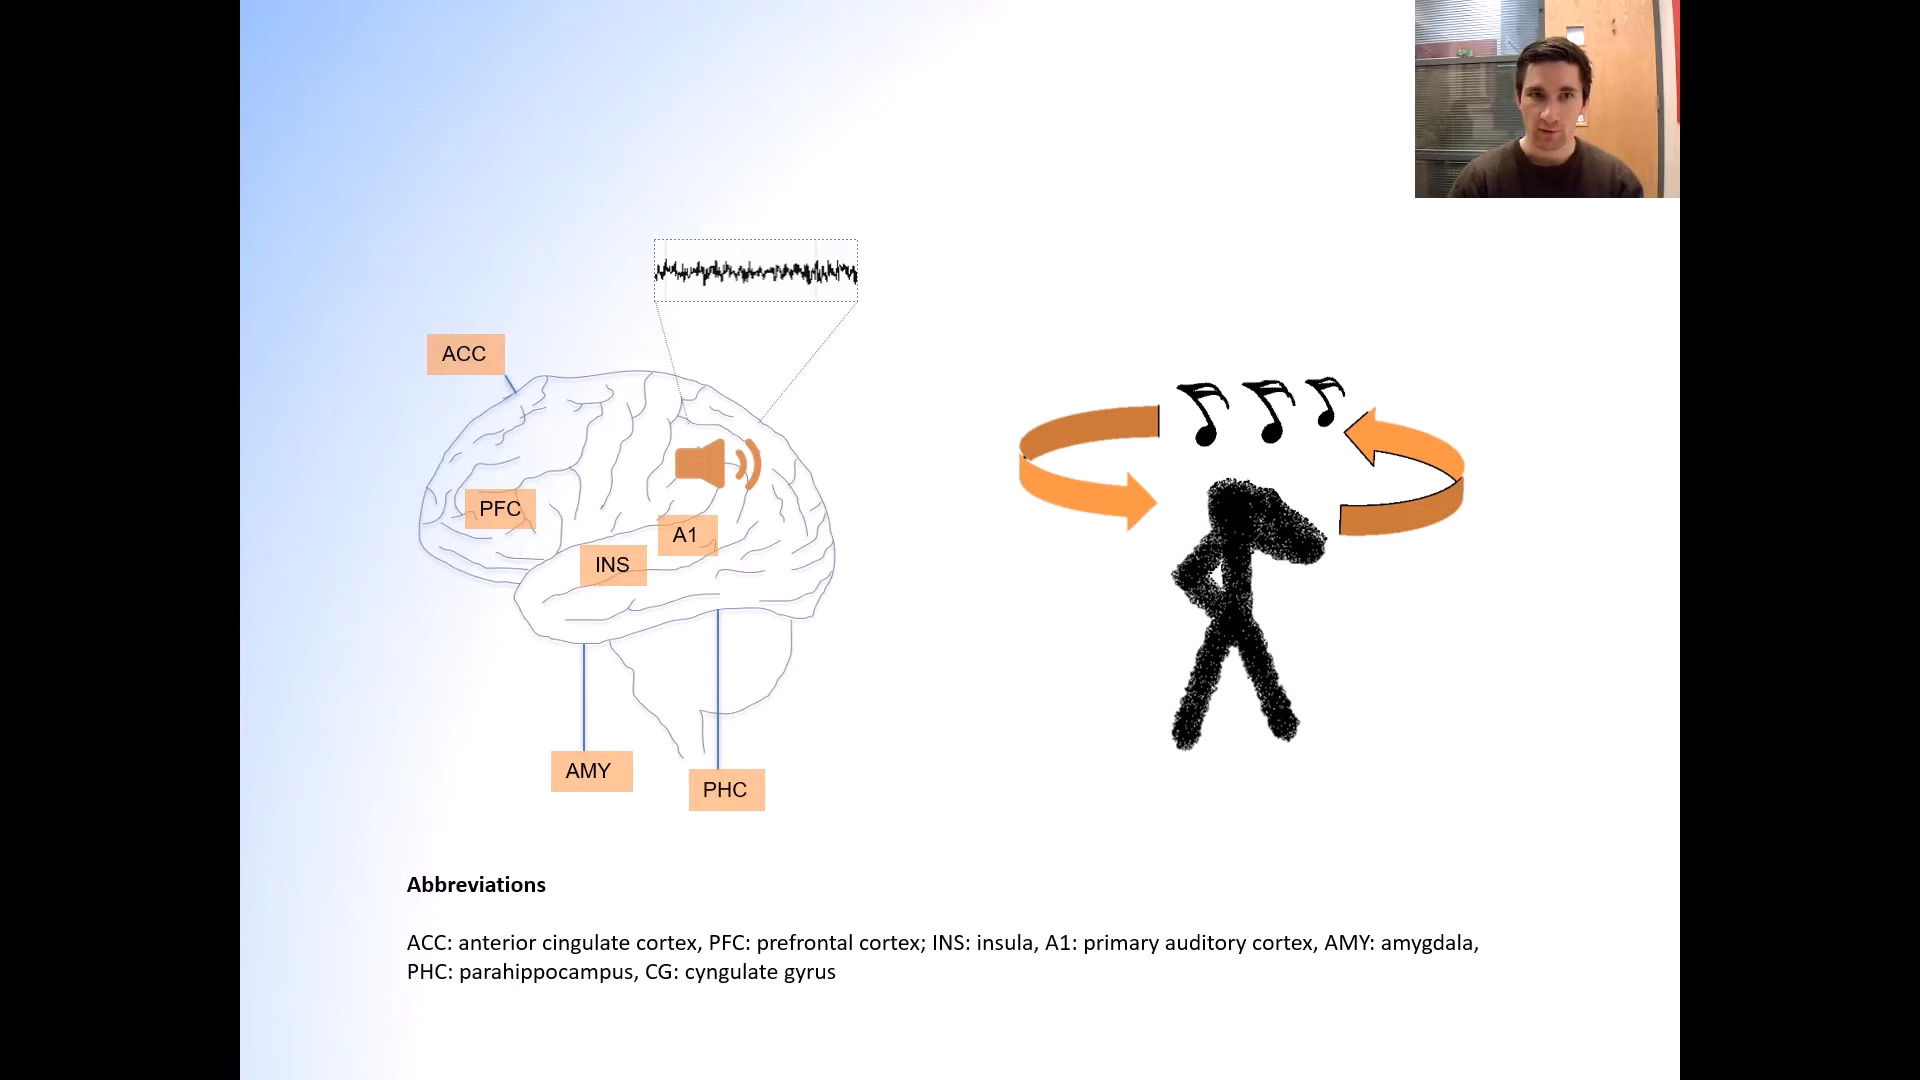 ACC
PFC
A1
INS
AMY
PHC
Abbreviations
ACC: anterior cingulate cortex, PFC: prefrontal cortex; INS: insula, A1: primary auditory cortex, AMY: amygdala,
PHC: parahippocampus, CG: cyngulate gyrus